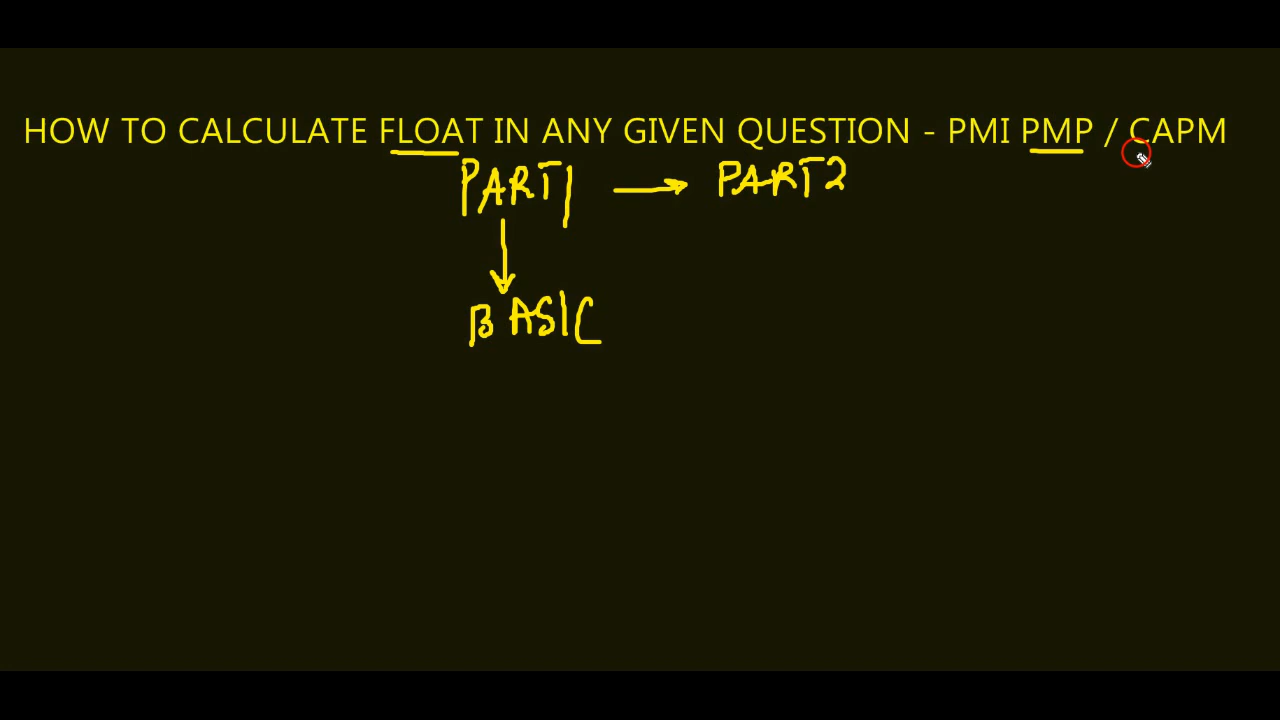 HOW TO CALCULATE FLOAT IN ANY GIVEN QUESTION - PMI PMP / CAPM
PART1 → PART2
BASIC